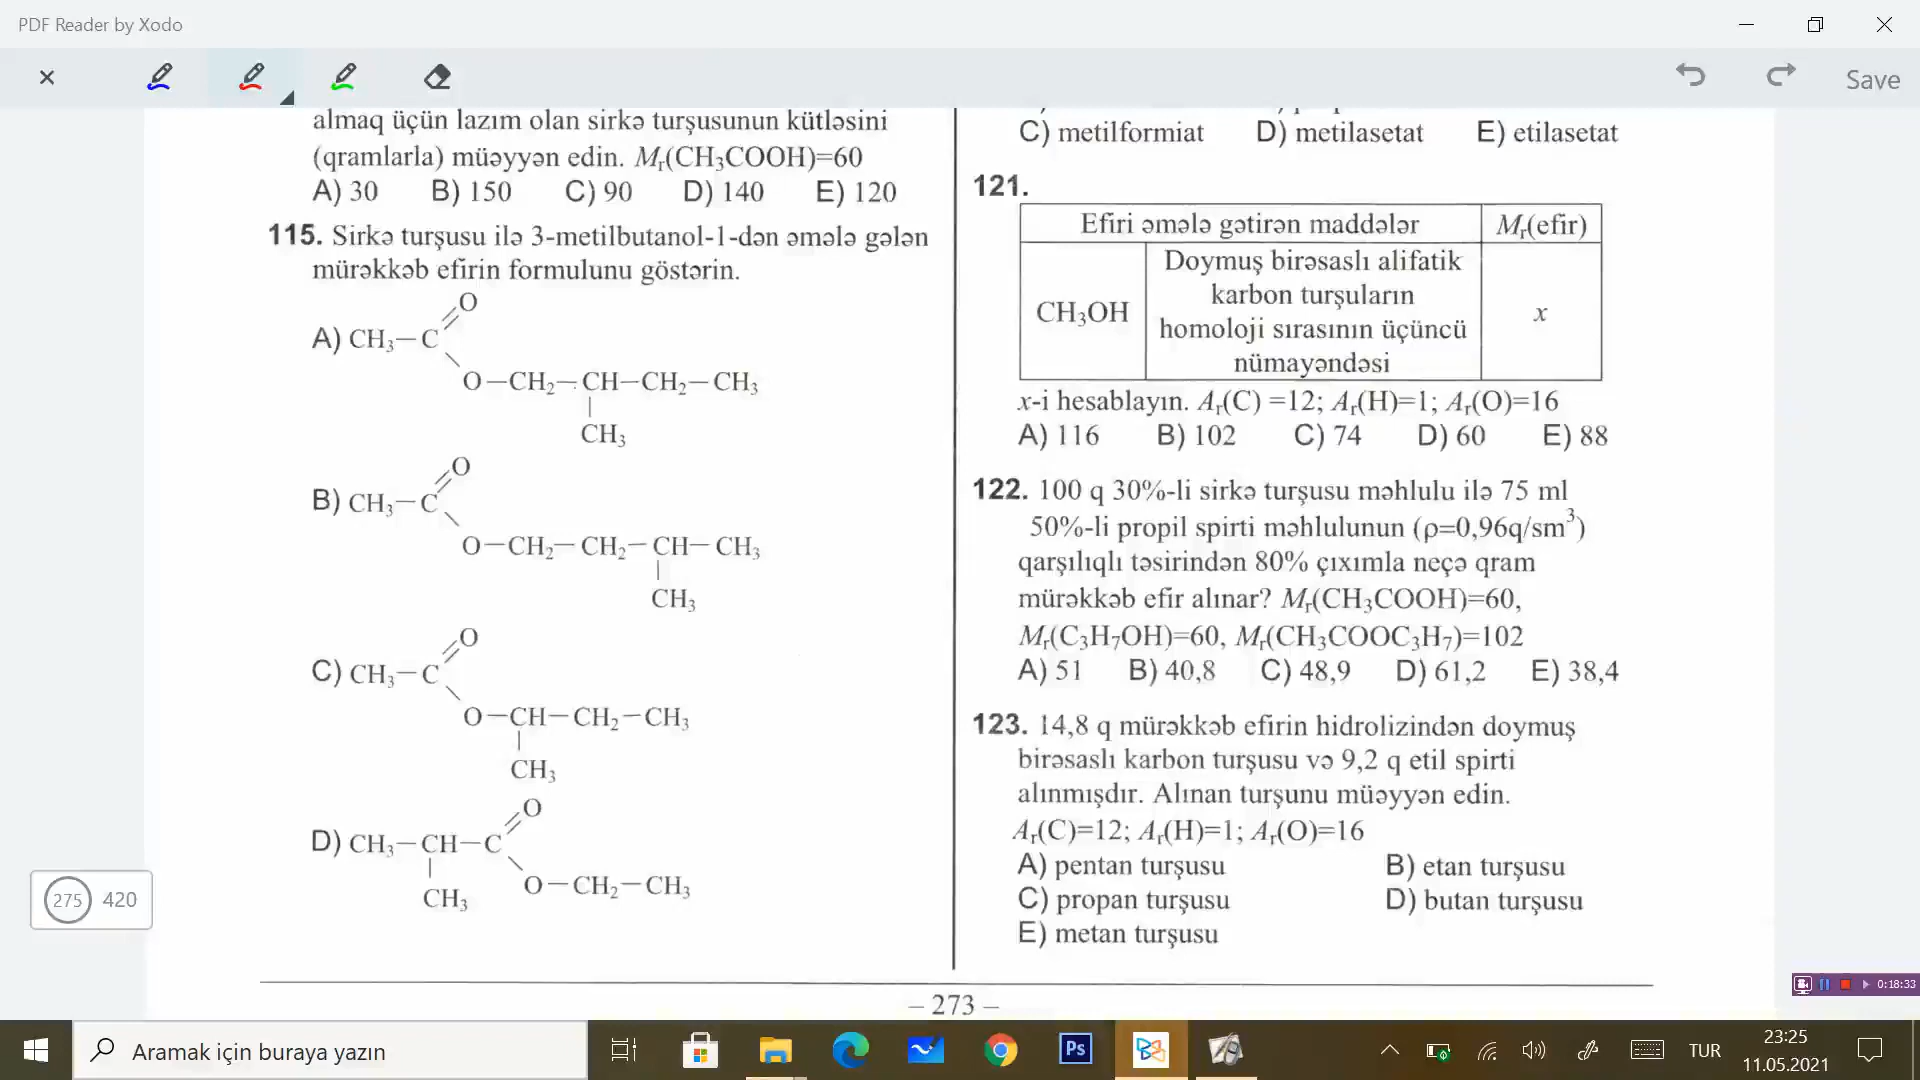 PDF Reader by Xodo
Save
almaq üçün lazım olan sirkə turşusunun kütləsini
(qramlarla) müəyyən edin. Mr(CH3COOH)=60
A) 30 B) 150 C) 90 D) 140 E) 120
115. Sirkə turşusu ilə 3-metilbutanol-1-dən əmələ gələn
mürəkkəb efirin formulunu göstərin.
O
A) CH3—C
O—CH2—CH—CH2—CH3
CH3
O
B) CH3—C
O—CH2—CH2—CH—CH3
CH3
O
C) CH3—C
O—CH—CH2—CH3
CH3
O
D) CH3—CH—C
O—CH2—CH3
CH3
C) metilformiat D) metilasetat E) etilasetat
121.
Efiri əmələ gətirən maddələr Mr(efir)
CH3OH
Doymuş birəsaslı alifatik
karbon turşuların
homoloji sırasının üçüncü
nümayəndəsi
x
x-i hesablayın. Ar(C) =12; Ar(H)=1; Ar(O)=16
A) 116 B) 102 C) 74 D) 60 E) 88
122. 100 q 30%-li sirkə turşusu məhlulu ilə 75 ml
50%-li propil spirti məhlulunun (ρ=0,96q/sm³)
qarşılıqlı təsirindən 80% çıxımla neçə qram
mürəkkəb efir alınar? Mr(CH3COOH)=60,
Mr(C3H7OH)=60, Mr(CH3COOC3H7)=102
A) 51 B) 40,8 C) 48,9 D) 61,2 E) 38,4
123. 14,8 q mürəkkəb efirin hidrolizindən doymuş
birəsaslı karbon turşusu və 9,2 q etil spirti
alınmışdır. Alınan turşunu müəyyən edin.
Ar(C)=12; Ar(H)=1; Ar(O)=16
A) pentan turşusu B) etan turşusu
C) propan turşusu D) butan turşusu
E) metan turşusu
– 273 –
275 420
0:18:33
Aramak için buraya yazın
Ps
TUR
23:25
11.05.2021